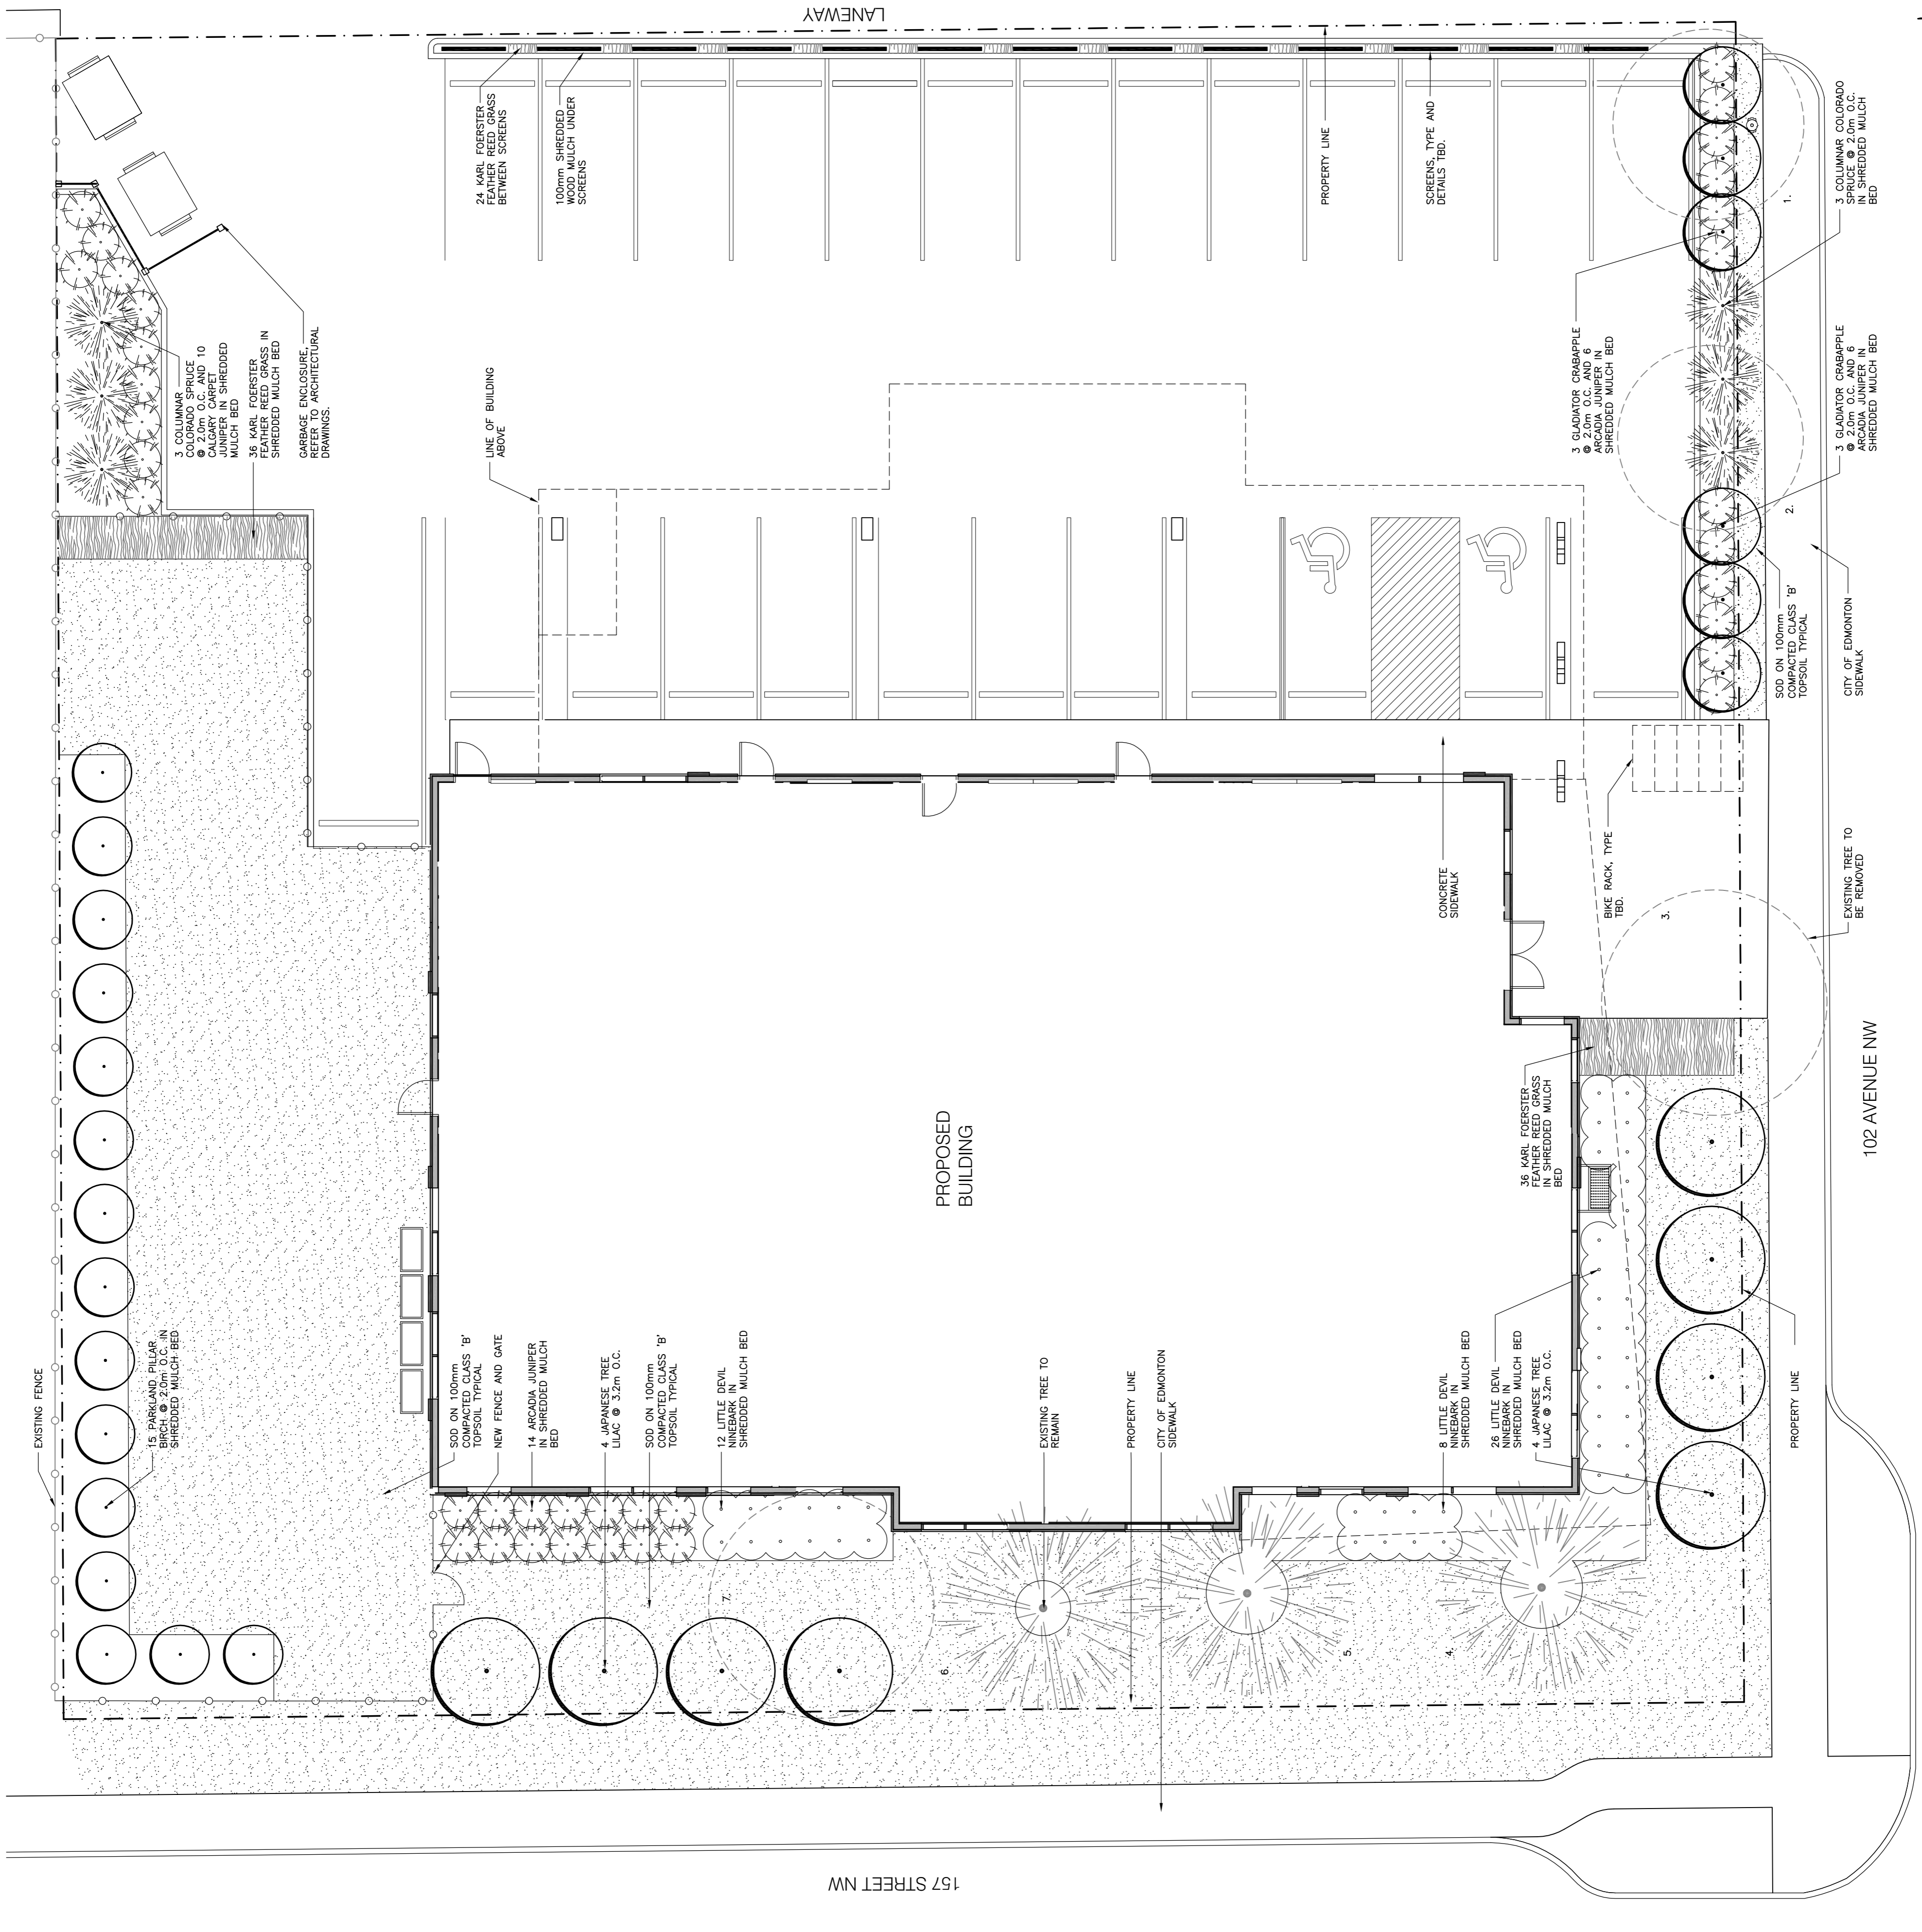 LANEWAY
24 KARL FOERSTER
FEATHER REED GRASS
BETWEEN SCREENS
100mm SHREDDED
WOOD MULCH UNDER
SCREENS
PROPERTY LINE
SCREENS, TYPE AND
DETAILS TBD.
3 COLUMNAR COLORADO
SPRUCE @ 2.0m O.C.
IN SHREDDED MULCH
BED
1.
3 COLUMNAR
COLORADO SPRUCE
@ 2.0m O.C. AND 10
CALGARY CARPET
JUNIPER IN SHREDDED
MULCH BED
36 KARL FOERSTER
FEATHER REED GRASS IN
SHREDDED MULCH BED
GARBAGE ENCLOSURE,
REFER TO ARCHITECTURAL
DRAWINGS.
LINE OF BUILDING
ABOVE
3 GLADIATOR CRABAPPLE
@ 2.0m O.C. AND 6
ARCADIA JUNIPER IN
SHREDDED MULCH BED
3 GLADIATOR CRABAPPLE
@ 2.0m O.C. AND 6
ARCADIA JUNIPER IN
SHREDDED MULCH BED
2.
SOD ON 100mm
COMPACTED CLASS 'B'
TOPSOIL TYPICAL
CITY OF EDMONTON
SIDEWALK
CONCRETE
SIDEWALK
BIKE RACK, TYPE
TBD.
3.
EXISTING TREE TO
BE REMOVED
102 AVENUE NW
PROPOSED
BUILDING
36 KARL FOERSTER
FEATHER REED GRASS
IN SHREDDED MULCH
BED
EXISTING FENCE
15 PARKLAND PILLAR
BIRCH @ 2.0m O.C. IN
SHREDDED MULCH BED
SOD ON 100mm
COMPACTED CLASS 'B'
TOPSOIL TYPICAL
NEW FENCE AND GATE
14 ARCADIA JUNIPER
IN SHREDDED MULCH
BED
4 JAPANESE TREE
LILAC @ 3.2m O.C.
SOD ON 100mm
COMPACTED CLASS 'B'
TOPSOIL TYPICAL
12 LITTLE DEVIL
NINEBARK IN
SHREDDED MULCH BED
EXISTING TREE TO
REMAIN
PROPERTY LINE
CITY OF EDMONTON
SIDEWALK
8 LITTLE DEVIL
NINEBARK IN
SHREDDED MULCH BED
26 LITTLE DEVIL
NINEBARK IN
SHREDDED MULCH BED
4 JAPANESE TREE
LILAC @ 3.2m O.C.
PROPERTY LINE
7.
6.
5.
4.
157 STREET NW